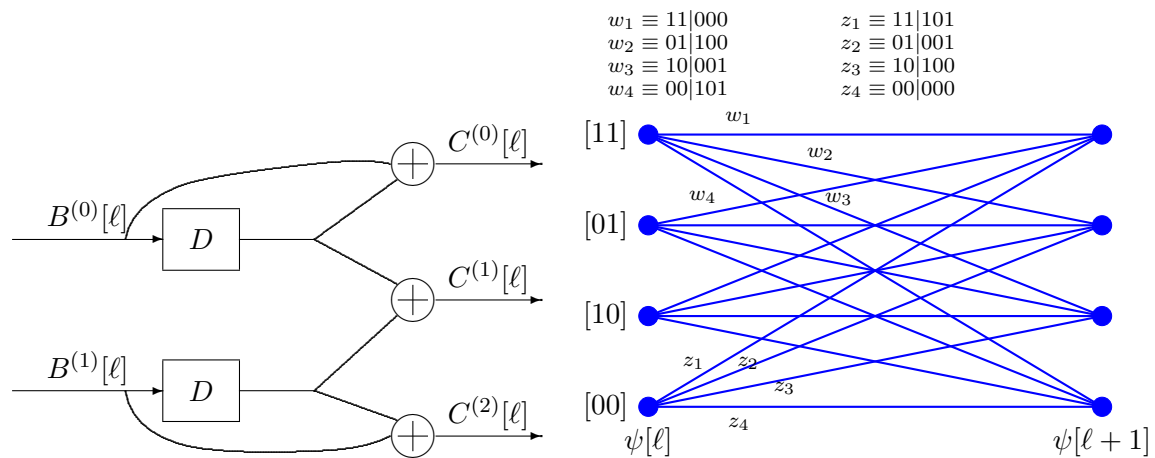 w₁ ≡ 11|000 z₁ ≡ 11|101
w₂ ≡ 01|100 z₂ ≡ 01|001
w₃ ≡ 10|001 z₃ ≡ 10|100
w₄ ≡ 00|101 z₄ ≡ 00|000
B⁽⁰⁾[ℓ]
D
C⁽⁰⁾[ℓ]
C⁽¹⁾[ℓ]
B⁽¹⁾[ℓ]
D
C⁽²⁾[ℓ]
[11]
w₁
w₂
w₄
w₃
[01]
[10]
z₁
z₂
z₃
[00]
z₄
ψ[ℓ]
ψ[ℓ + 1]